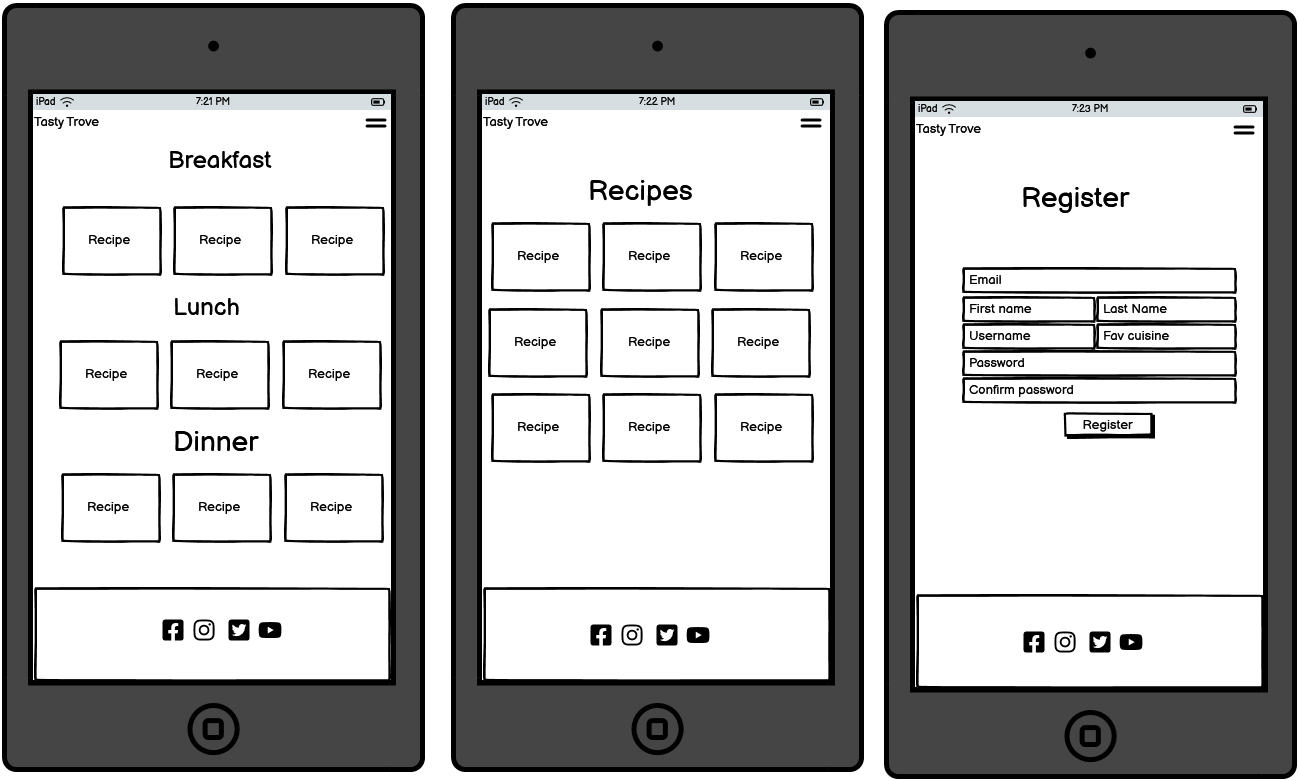 iPad 7:21 PM
Tasty Trove
Breakfast
Recipe Recipe Recipe
Lunch
Recipe Recipe Recipe
Dinner
Recipe Recipe Recipe
iPad 7:22 PM
Tasty Trove
Recipes
Recipe Recipe Recipe
Recipe Recipe Recipe
Recipe Recipe Recipe
iPad 7:23 PM
Tasty Trove
Register
Email
First name Last Name
Username Fav cuisine
Password
Confirm password
Register